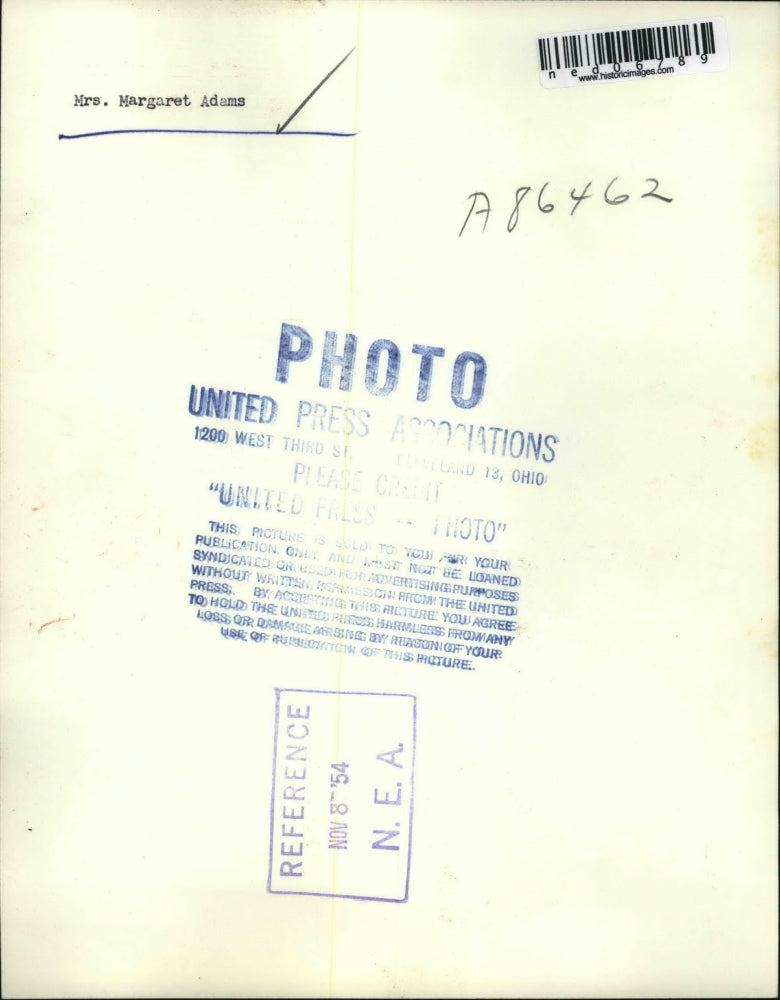 ned06789
www.historicimages.com
Mrs. Margaret Adams
A86462
PHOTO
UNITED PRESS ASSOCIATIONS
1200 WEST THIRD ST. CLEVELAND 13, OHIO
PLEASE CREDIT
"UNITED PRESS -- PHOTO"
THIS PICTURE IS SOLD TO YOU FOR YOUR
PUBLICATION ONLY AND MUST NOT BE LOANED
SYNDICATED OR USED FOR ADVERTISING PURPOSES
WITHOUT WRITTEN PERMISSION FROM THE UNITED
PRESS. BY ACCEPTING THIS PICTURE YOU AGREE
TO HOLD THE UNITED PRESS HARMLESS FROM ANY
LOSS OR DAMAGE ARISING BY REASON OF YOUR
USE OF PUBLICATION OF THIS PICTURE.
REFERENCE
NOV 8-'54
N. E. A.